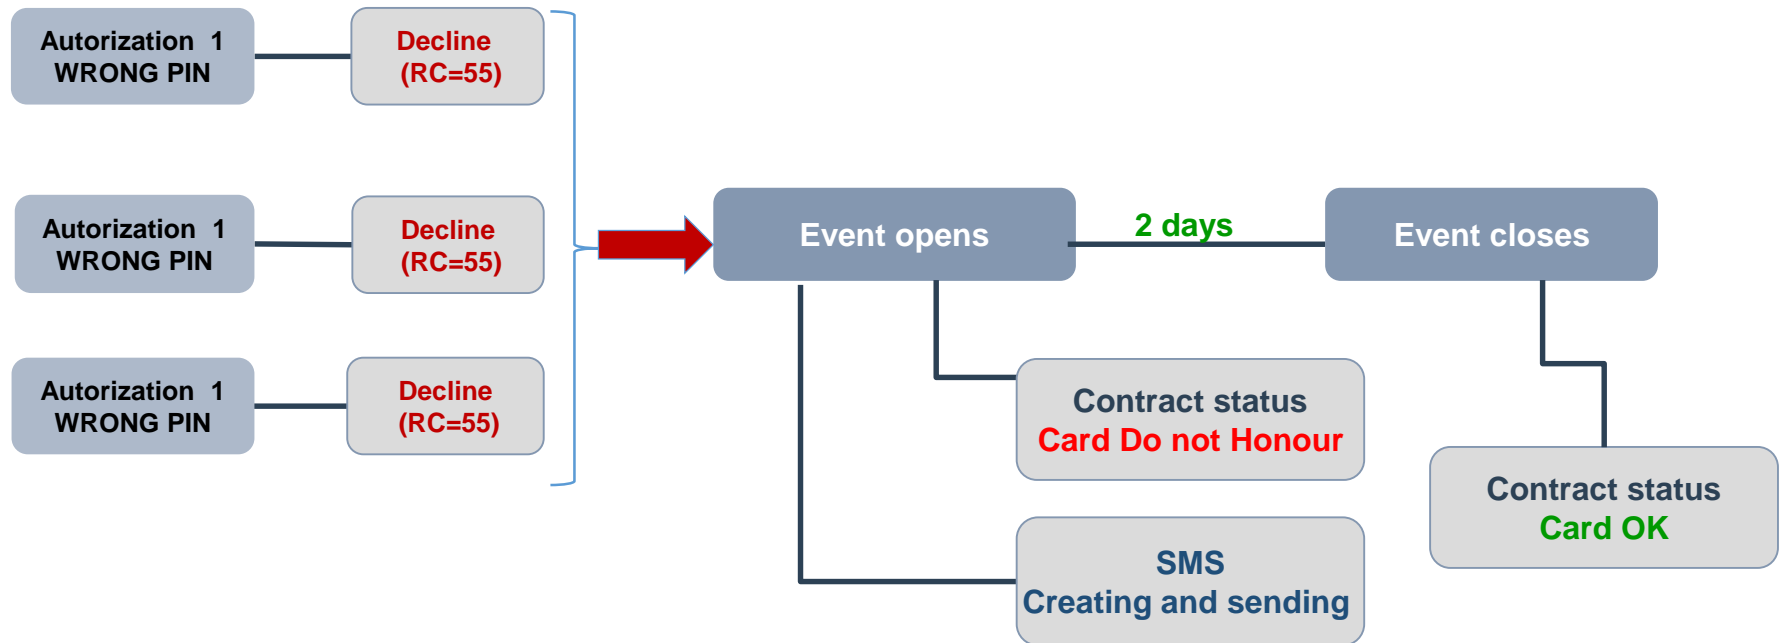 Autorization 1
WRONG PIN
Decline
(RC=55)
Autorization 1
WRONG PIN
Decline
(RC=55)
Autorization 1
WRONG PIN
Decline
(RC=55)
Event opens
2 days
Event closes
Contract status
Card Do not Honour
SMS
Creating and sending
Contract status
Card OK